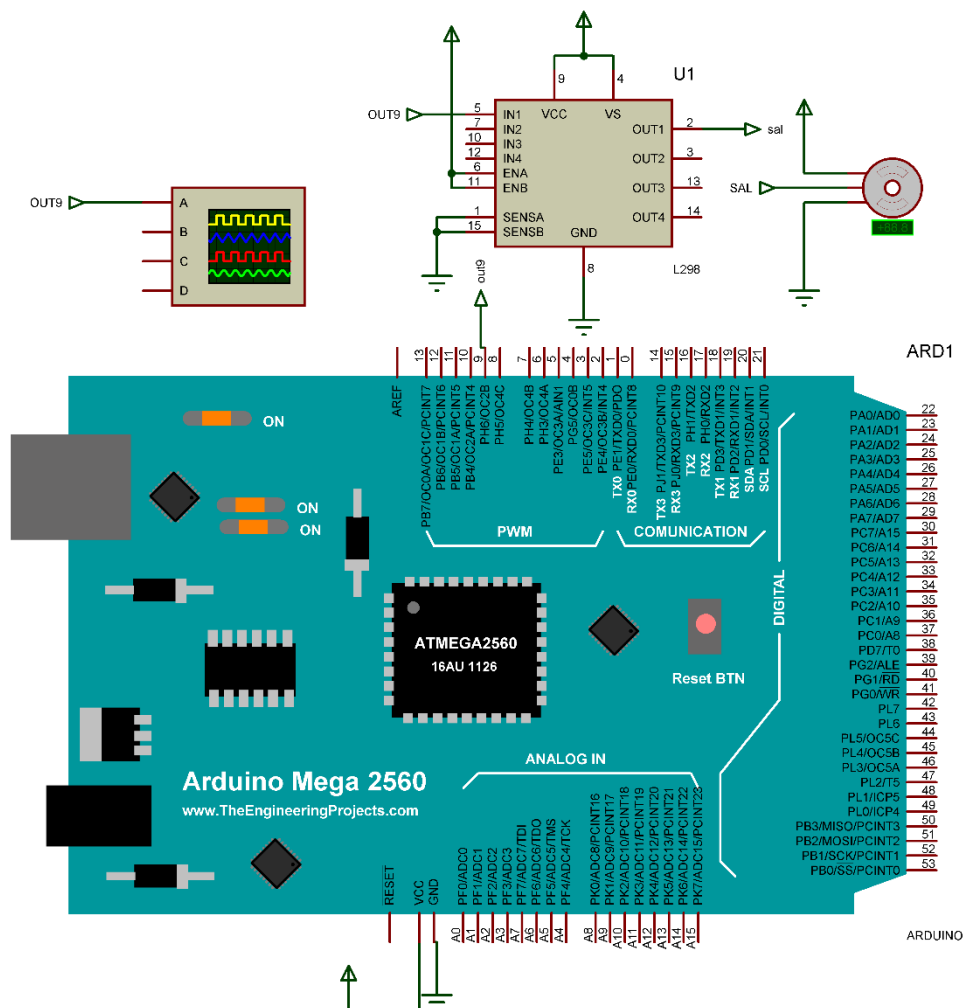 U1
9
4
VCC
VS
OUT9
5
IN1
7
IN2
10
IN3
12
IN4
6
ENA
11
ENB
1
SENSA
15
SENSB
GND
8
OUT1
2
OUT2
3
OUT3
13
OUT4
14
sal
L298
SAL
+88.8
OUT9
A
B
C
D
out9
ARD1
AREF
13
12
11
10
9
8
7
6
5
4
3
2
1
0
14
15
16
17
18
19
20
21
PB7/OC0A/OC1C/PCINT7
PB6/OC1B/PCINT6
PB5/OC1A/PCINT5
PB4/OC2A/PCINT4
PH6/OC2B
PH5/OC4C
PH4/OC4B
PH3/OC4A
PE3/OC3A/AIN1
PG5/OC0B
PE5/OC3C/INT5
PE4/OC3B/INT4
TX0 PE1/TXD0/PDO
RX0 PE0/RXD0/PCINT8
TX3 PJ1/TXD3/PCINT10
RX3 PJ0/RXD3/PCINT9
TX2 PH1/TXD2
RX2 PH0/RXD2
TX1 PD3/TXD1/INT3
RX1 PD2/RXD1/INT2
SDA PD1/SDA/INT1
SCL PD0/SCL/INT0
PWM
COMUNICATION
DIGITAL
ON
ON
ON
ATMEGA2560
16AU 1126
Reset BTN
PA0/AD0 22
PA1/AD1 23
PA2/AD2 24
PA3/AD3 25
PA4/AD4 26
PA5/AD5 27
PA6/AD6 28
PA7/AD7 29
PC7/A15 30
PC6/A14 31
PC5/A13 32
PC4/A12 33
PC3/A11 34
PC2/A10 35
PC1/A9 36
PC0/A8 37
PD7/T0 38
PG2/ALE 39
PG1/RD 40
PG0/WR 41
PL7 42
PL6 43
PL5/OC5C 44
PL4/OC5B 45
PL3/OC5A 46
PL2/T5 47
PL1/ICP5 48
PL0/ICP4 49
PB3/MISO/PCINT3 50
PB2/MOSI/PCINT2 51
PB1/SCK/PCINT1 52
PB0/SS/PCINT0 53
ANALOG IN
Arduino Mega 2560
www.TheEngineeringProjects.com
RESET
VCC
GND
PF0/ADC0
PF1/ADC1
PF2/ADC2
PF3/ADC3
PF7/ADC7/TDI
PF6/ADC6/TDO
PF5/ADC5/TMS
PF4/ADC4/TCK
PK0/ADC8/PCINT16
PK1/ADC9/PCINT17
PK2/ADC10/PCINT18
PK3/ADC11/PCINT19
PK4/ADC12/PCINT20
PK5/ADC13/PCINT21
PK6/ADC14/PCINT22
PK7/ADC15/PCINT23
A0
A1
A2
A3
A7
A6
A5
A4
A8
A9
A10
A11
A12
A13
A14
A15
ARDUINO